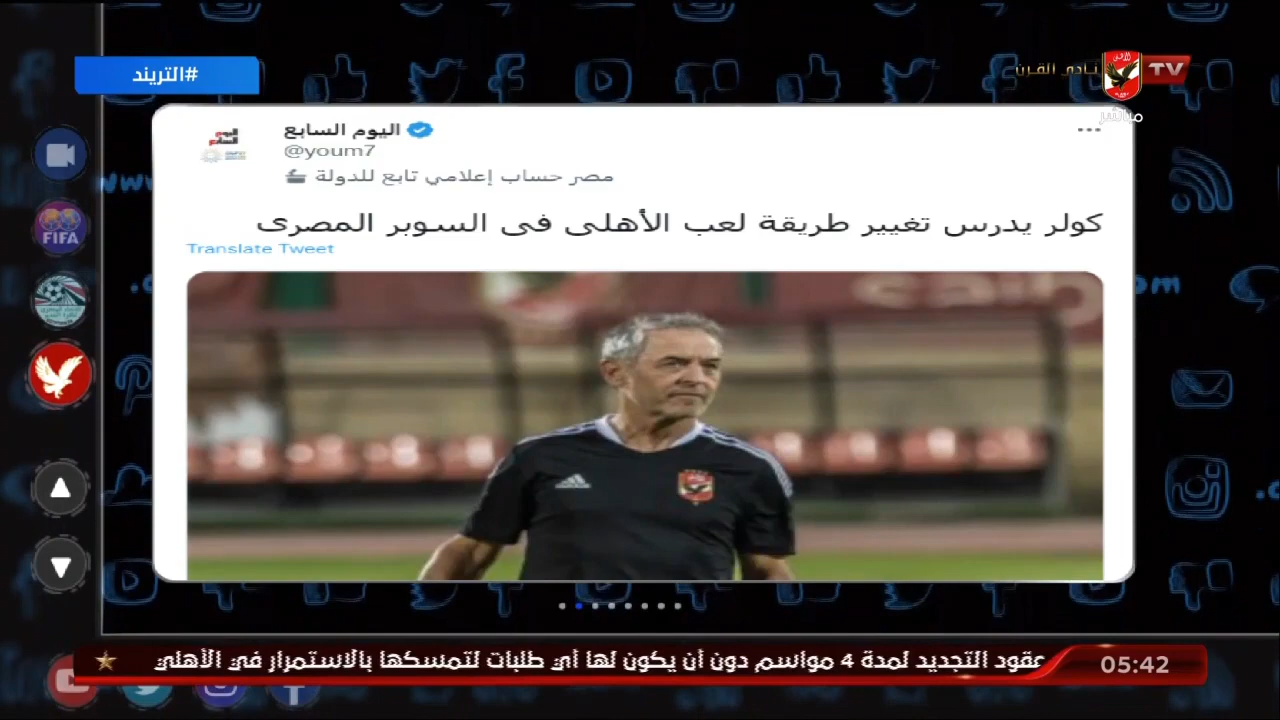 #التريند
نادي القرن
TV
مباشر
اليوم السابع
@youm7
مصر حساب إعلامي تابع للدولة
كولر يدرس تغيير طريقة لعب الأهلى فى السوبر المصرى
Translate Tweet
FIFA
عقود التجديد لمدة 4 مواسم دون أن يكون لها أي طلبات لتمسكها بالاستمرار في الأهلي
05:42